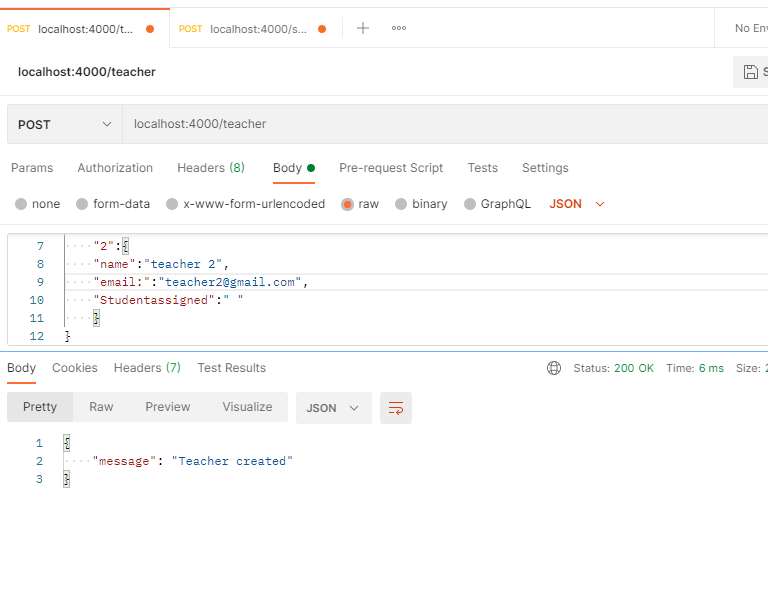 POST localhost:4000/t... POST localhost:4000/s... No Env
localhost:4000/teacher
POST localhost:4000/teacher
Params Authorization Headers (8) Body Pre-request Script Tests Settings
none form-data x-www-form-urlencoded raw binary GraphQL JSON
7 "2":{
8 "name":"teacher 2",
9 "email:":"teacher2@gmail.com",
10 "Studentassigned":" "
11 }
12 }
Body Cookies Headers (7) Test Results Status: 200 OK Time: 6 ms Size:
Pretty Raw Preview Visualize JSON
1 {
2 "message": "Teacher created"
3 }